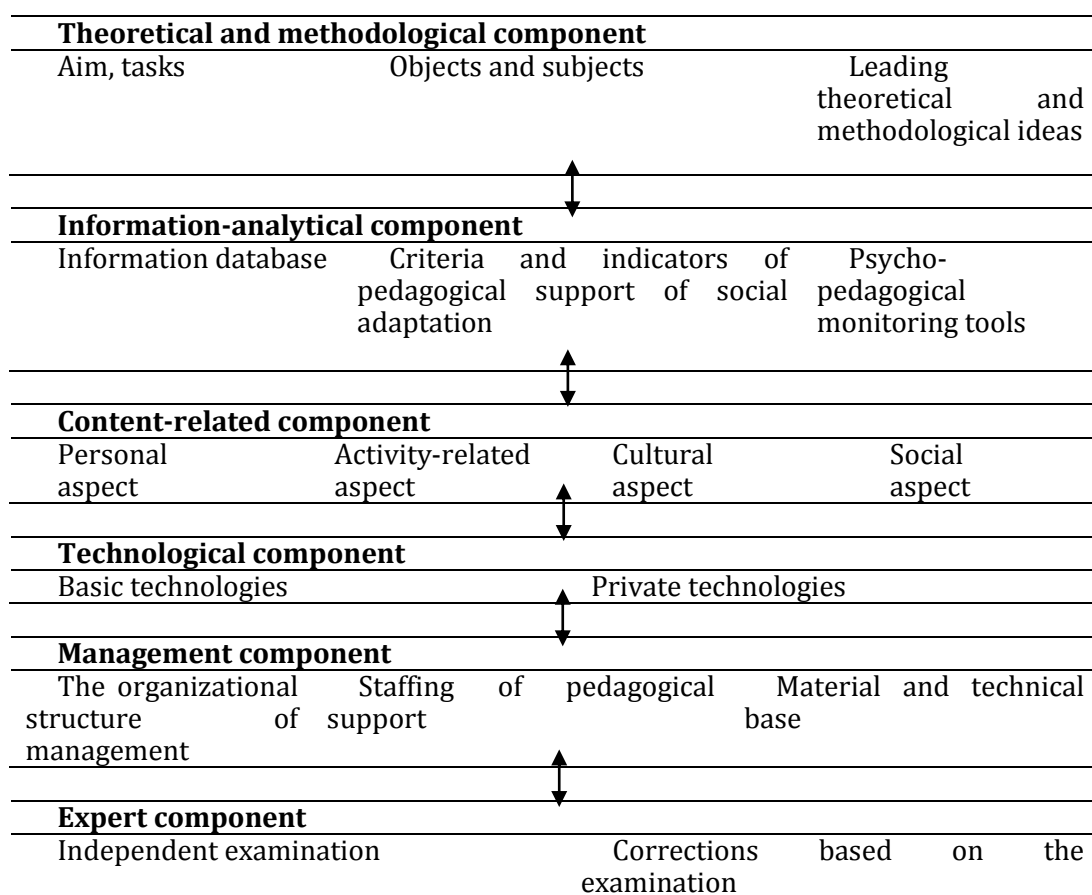 Theoretical and methodological component
Aim, tasks Objects and subjects Leading
theoretical and
methodological ideas
Information-analytical component
Information database Criteria and indicators of Psycho-
pedagogical support of social pedagogical
adaptation monitoring tools
Content-related component
Personal Activity-related Cultural Social
aspect aspect aspect aspect
Technological component
Basic technologies Private technologies
Management component
The organizational Staffing of pedagogical Material and technical
structure of support base
management
Expert component
Independent examination Corrections based on the
examination